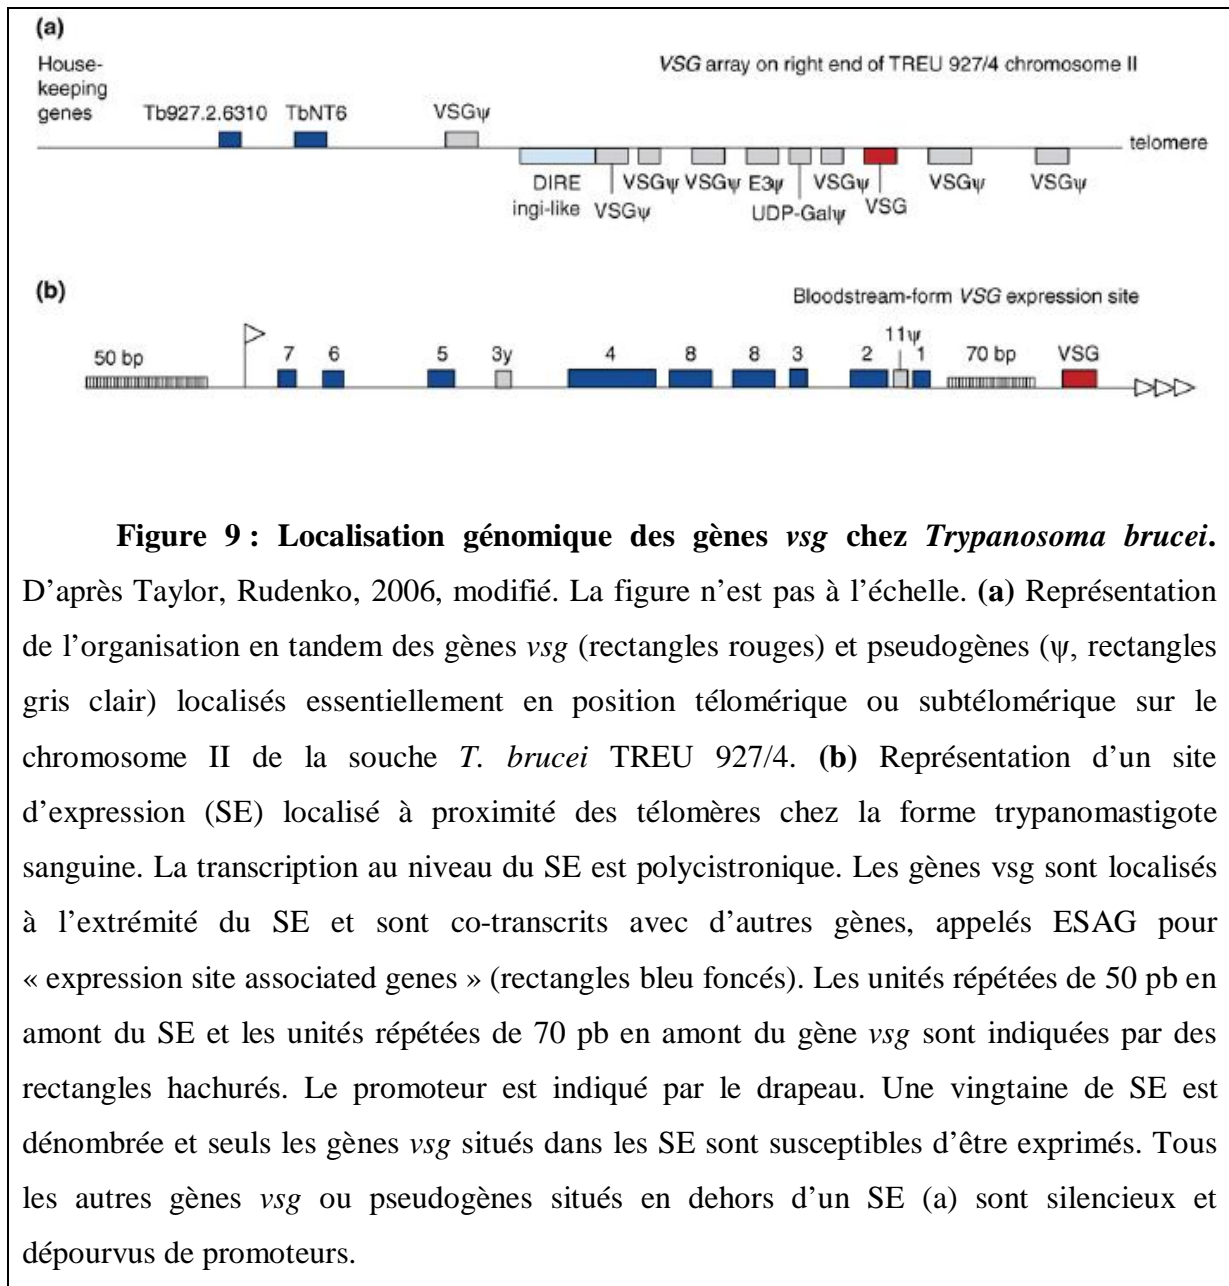 (a)
House-
keeping
genes
VSG array on right end of TREU 927/4 chromosome II
Tb927.2.6310 TbNT6 VSGψ
telomere
DIRE
ingi-like
VSGψ
VSGψ VSGψ E3ψ
UDP-Galψ
VSGψ
VSG
VSGψ VSGψ
(b)
Bloodstream-form VSG expression site
50 bp 7 6 5 3y 4 8 8 3 2 11ψ 1 70 bp VSG
Figure 9 : Localisation génomique des gènes vsg chez Trypanosoma brucei.
D’après Taylor, Rudenko, 2006, modifié. La figure n’est pas à l’échelle. (a) Représentation
de l’organisation en tandem des gènes vsg (rectangles rouges) et pseudogènes (ψ, rectangles
gris clair) localisés essentiellement en position télomérique ou subtélomérique sur le
chromosome II de la souche T. brucei TREU 927/4. (b) Représentation d’un site
d’expression (SE) localisé à proximité des télomères chez la forme trypanomastigote
sanguine. La transcription au niveau du SE est polycistronique. Les gènes vsg sont localisés
à l’extrémité du SE et sont co-transcrits avec d’autres gènes, appelés ESAG pour
« expression site associated genes » (rectangles bleu foncés). Les unités répétées de 50 pb en
amont du SE et les unités répétées de 70 pb en amont du gène vsg sont indiquées par des
rectangles hachurés. Le promoteur est indiqué par le drapeau. Une vingtaine de SE est
dénombrée et seuls les gènes vsg situés dans les SE sont susceptibles d’être exprimés. Tous
les autres gènes vsg ou pseudogènes situés en dehors d’un SE (a) sont silencieux et
dépourvus de promoteurs.